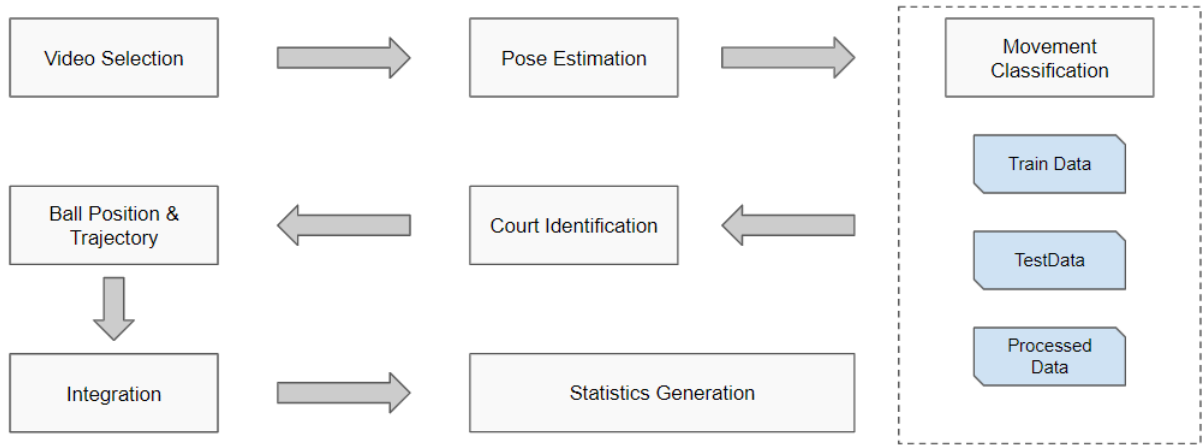 Video Selection
Pose Estimation
Movement
Classification
Train Data
TestData
Processed
Data
Court Identification
Ball Position &
Trajectory
Integration
Statistics Generation